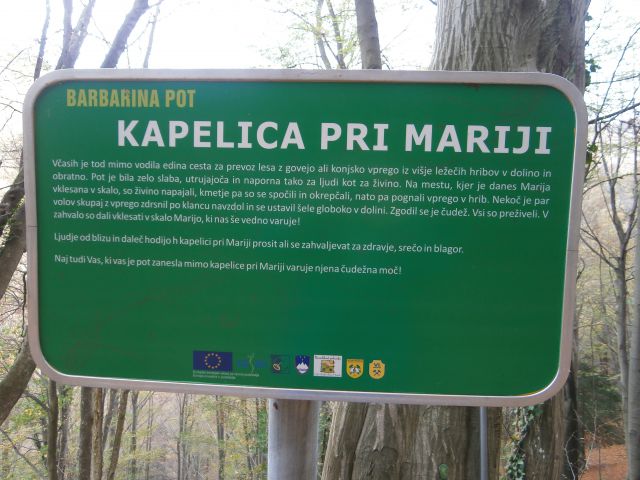 BARBARINA POT
KAPELICA PRI MARIJI
Včasih je tod mimo vodila edina cesta za prevoz lesa z govejo ali konjsko vprego iz višje ležečih hribov v dolino in
obratno. Pot je bila zelo slaba, utrujajoča in naporna tako za ljudi kot za živino. Na mestu, kjer je danes Marija
vklesana v skalo, so živino napajali, kmetje pa so se spočili in okrepčali, nato pa pognali vprego v hrib. Nekoč je par
volov skupaj z vprego zdrsnil po klancu navzdol in se ustavil šele globoko v dolini. Zgodil se je čudež. Vsi so preživeli. V
zahvalo so dali vklesati v skalo Marijo, ki nas še vedno varuje!
Ljudje od blizu in daleč hodijo h kapelici pri Mariji prosit ali se zahvaljevat za zdravje, srečo in blagor.
Naj tudi Vas, ki vas je pot zanesla mimo kapelice pri Mariji varuje njena čudežna moč!